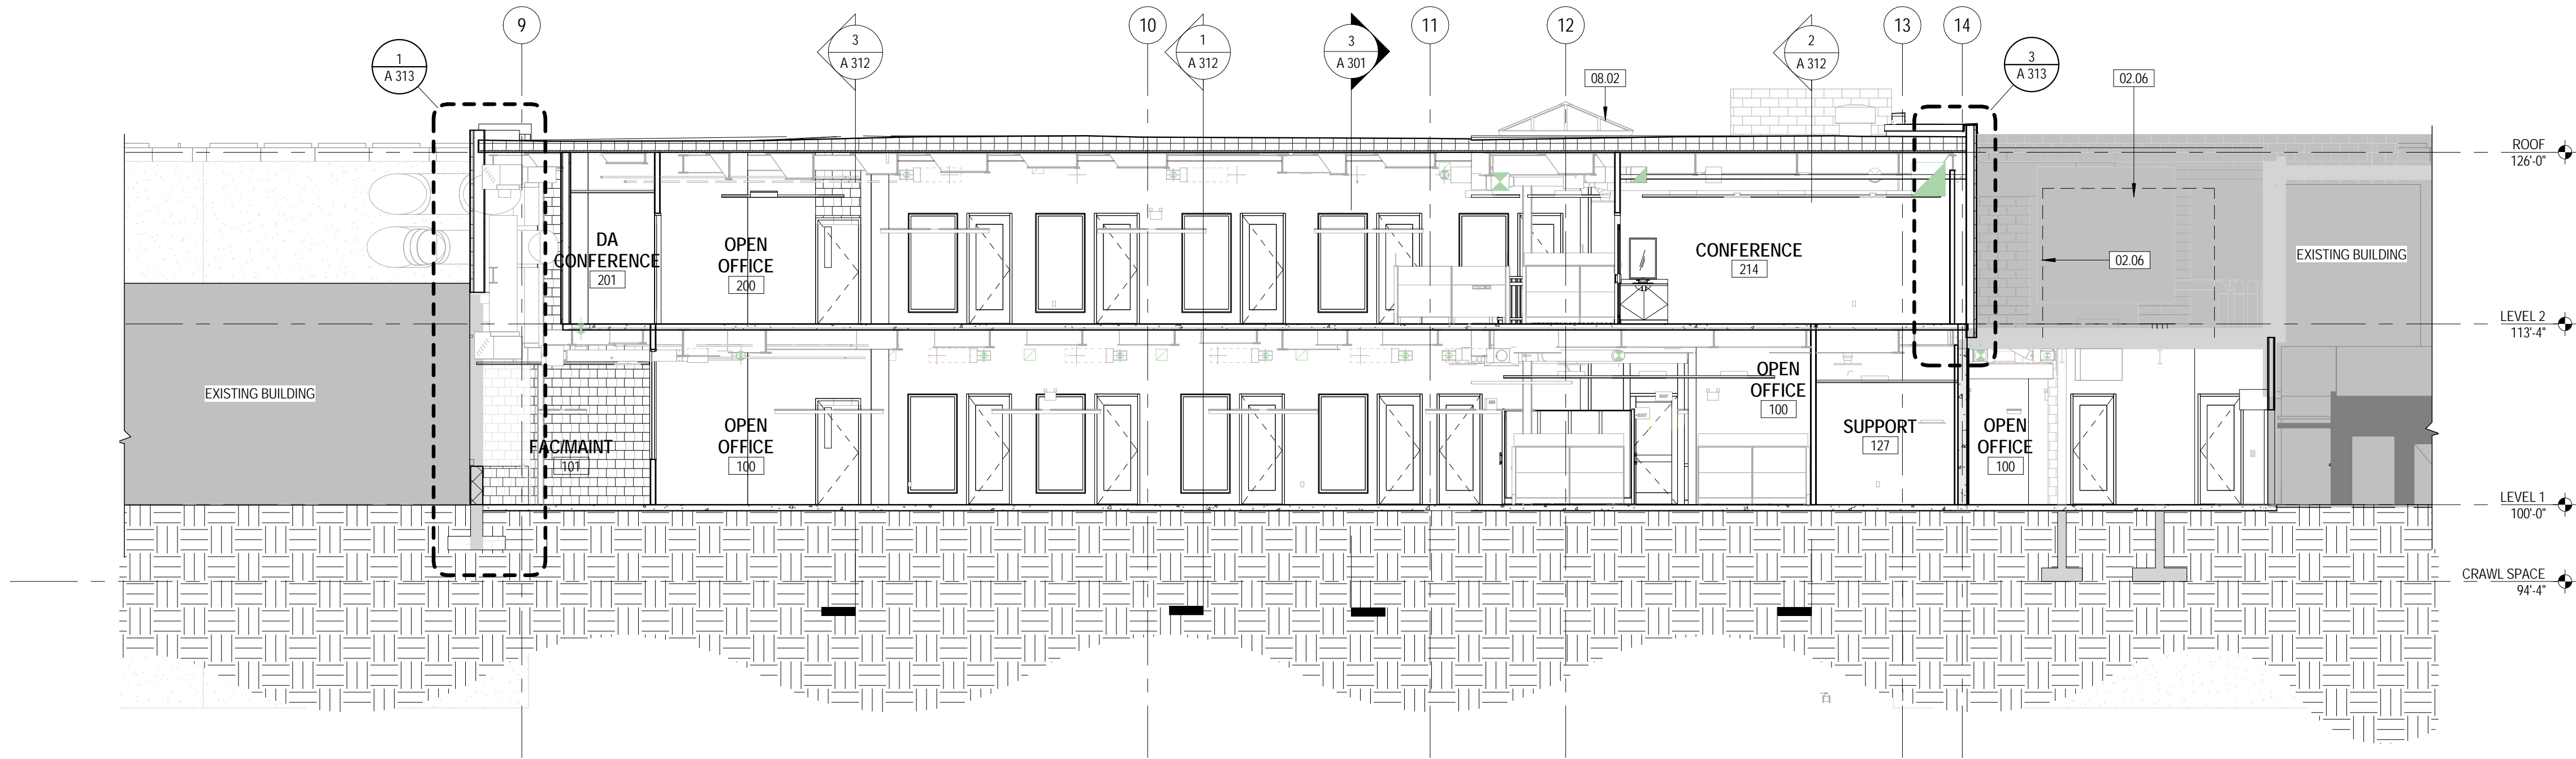 9
10
11
12
13
14
1
A 313
3
A 312
1
A 312
3
A 301
2
A 312
3
A 313
08.02
02.06
ROOF
126'-0"
DA
CONFERENCE
201
OPEN
OFFICE
200
CONFERENCE
214
02.06
EXISTING BUILDING
LEVEL 2
113'-4"
EXISTING BUILDING
FAC/MAINT
101
OPEN
OFFICE
100
OPEN
OFFICE
100
SUPPORT
127
OPEN
OFFICE
100
LEVEL 1
100'-0"
CRAWL SPACE
94'-4"